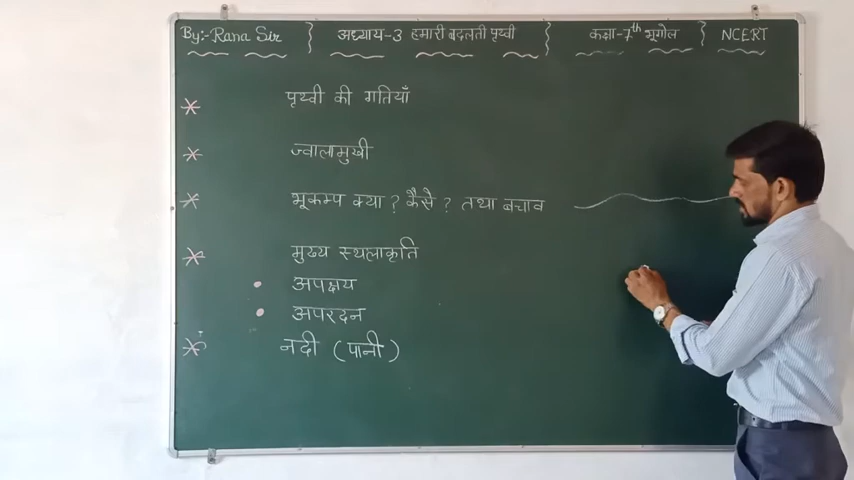 By:- Rana Sir } अध्याय-3 हमारी बदलती पृथ्वी } कक्षा-7th भूगोल } NCERT
पृथ्वी की गतियाँ
ज्वालामुखी
भूकम्प क्या ? कैसे ? तथा बचाव
मुख्य स्थलाकृति
अपक्षय
अपरदन
नदी (पानी)